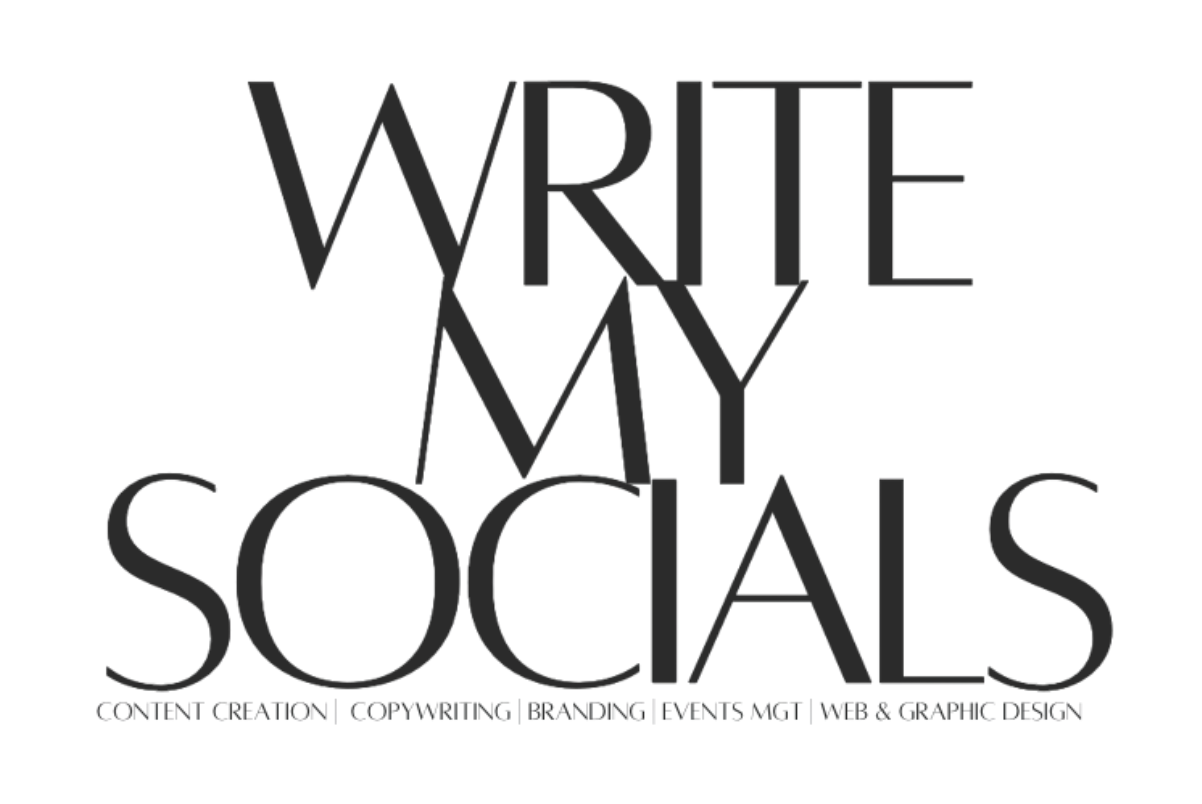 WRITE
MY
SOCIALS
CONTENT CREATION | COPYWRITING | BRANDING | EVENTS MGT | WEB & GRAPHIC DESIGN